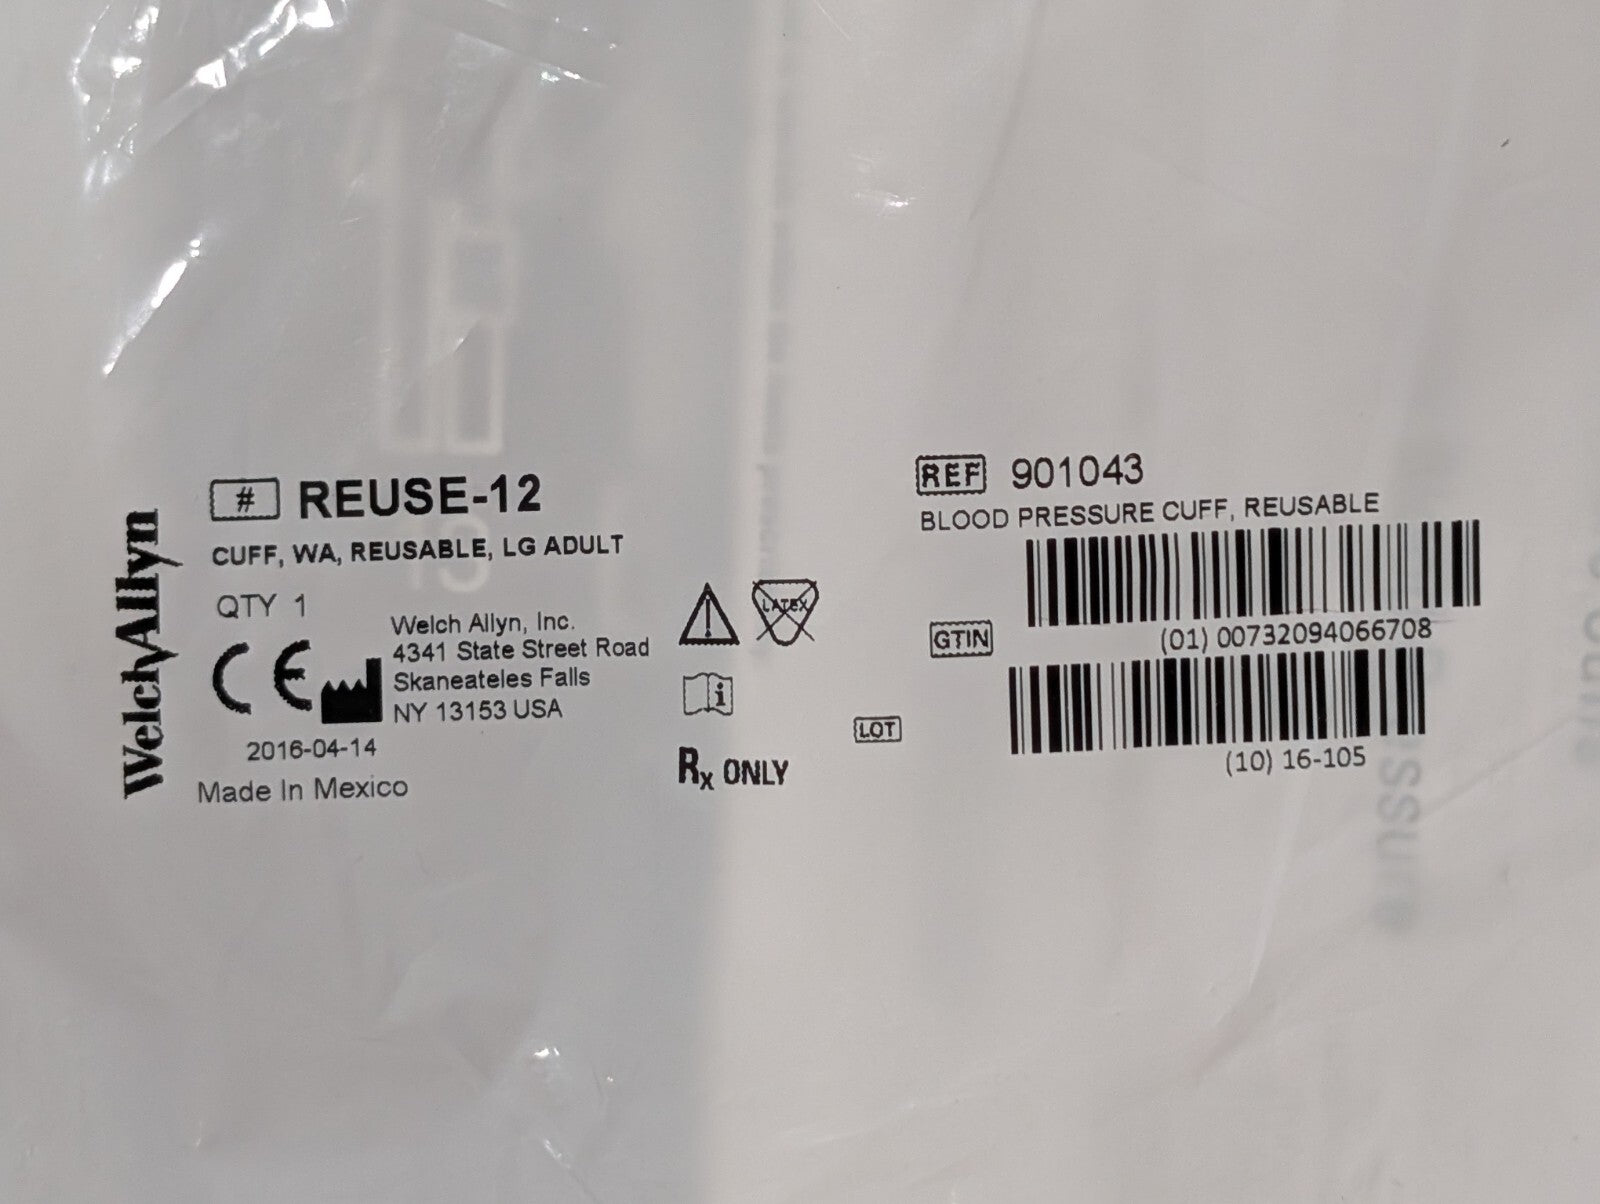 WelchAllyn
# REUSE-12
CUFF, WA, REUSABLE, LG ADULT
QTY 1
CE
Welch Allyn, Inc.
4341 State Street Road
Skaneateles Falls
NY 13153 USA
2016-04-14
Made In Mexico
LATEX
Rx ONLY
REF 901043
BLOOD PRESSURE CUFF, REUSABLE
GTIN
(01) 00732094066708
LOT
(10) 16-105